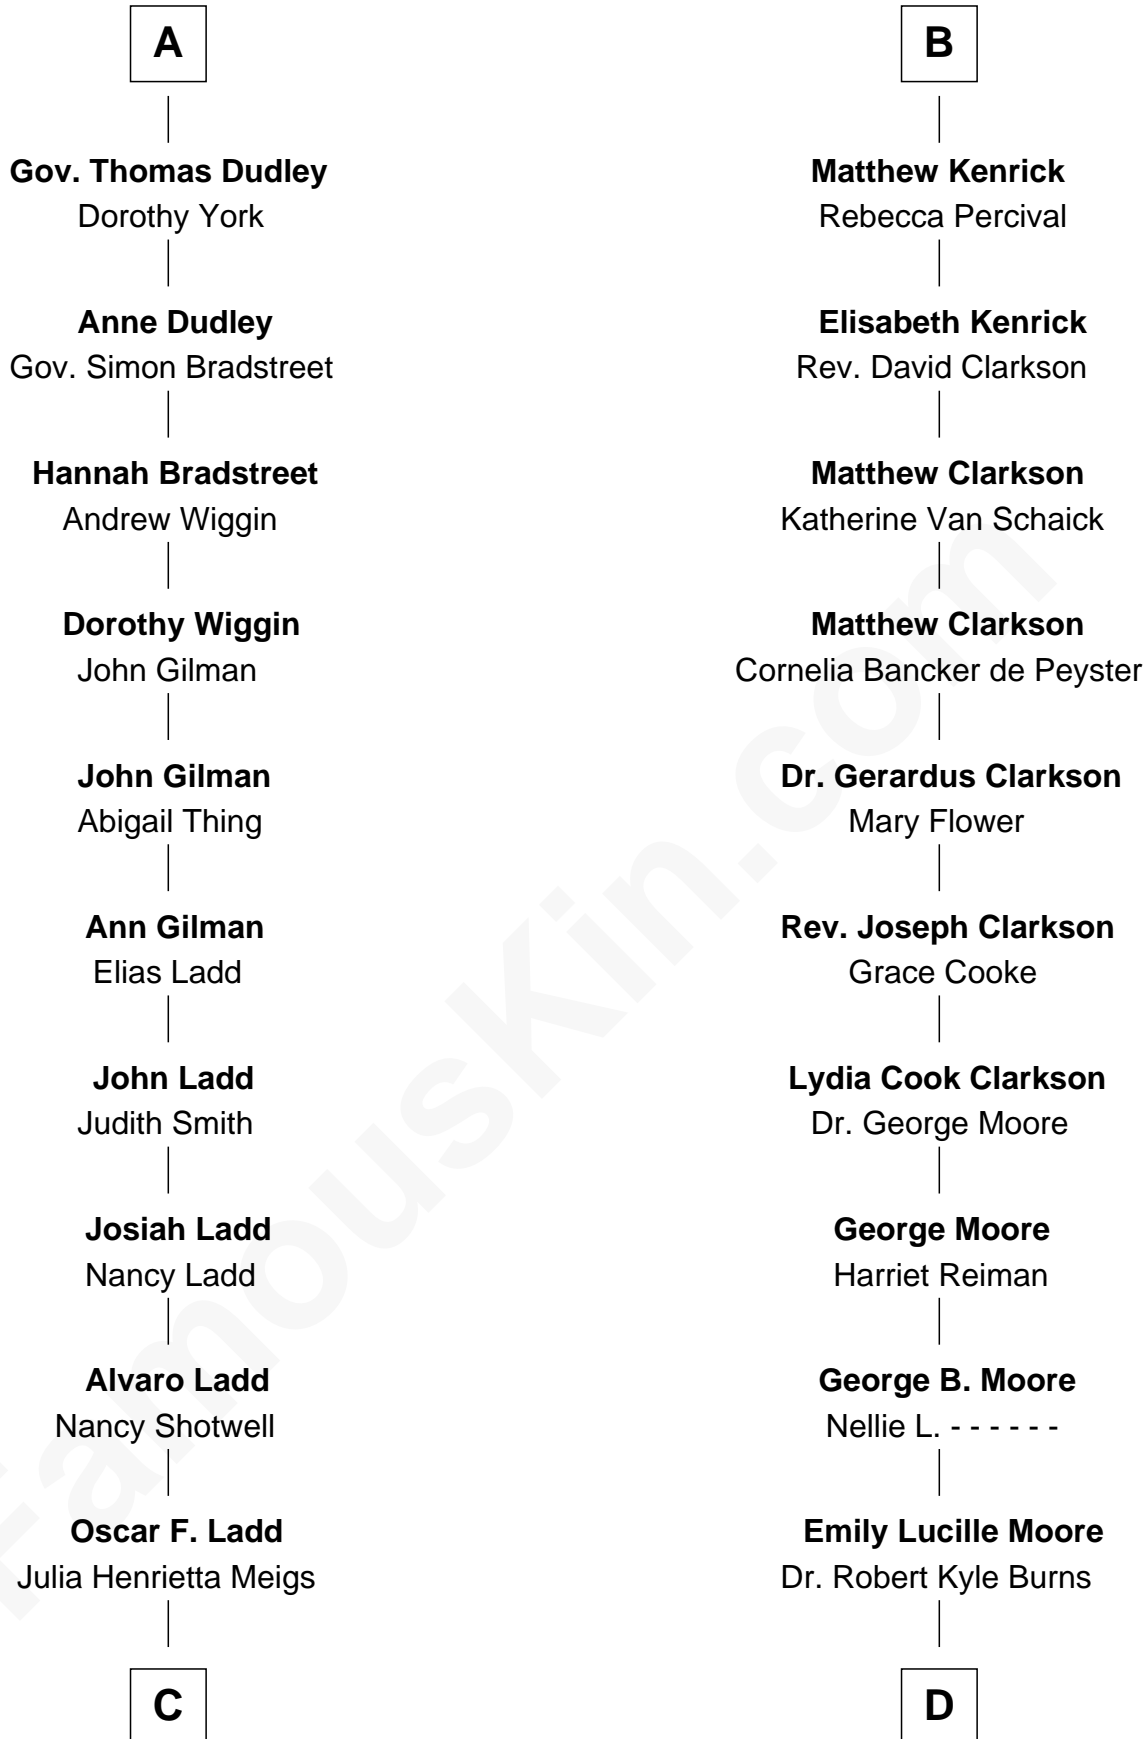 A
Gov. Thomas Dudley
Dorothy York
Anne Dudley
Gov. Simon Bradstreet
Hannah Bradstreet
Andrew Wiggin
Dorothy Wiggin
John Gilman
John Gilman
Abigail Thing
Ann Gilman
Elias Ladd
John Ladd
Judith Smith
Josiah Ladd
Nancy Ladd
Alvaro Ladd
Nancy Shotwell
Oscar F. Ladd
Julia Henrietta Meigs
C
B
Matthew Kenrick
Rebecca Percival
Elisabeth Kenrick
Rev. David Clarkson
Matthew Clarkson
Katherine Van Schaick
Matthew Clarkson
Cornelia Bancker de Peyster
Dr. Gerardus Clarkson
Mary Flower
Rev. Joseph Clarkson
Grace Cooke
Lydia Cook Clarkson
Dr. George Moore
George Moore
Harriet Reiman
George B. Moore
Nellie L. - - - - - -
Emily Lucille Moore
Dr. Robert Kyle Burns
D
FamousKin.com